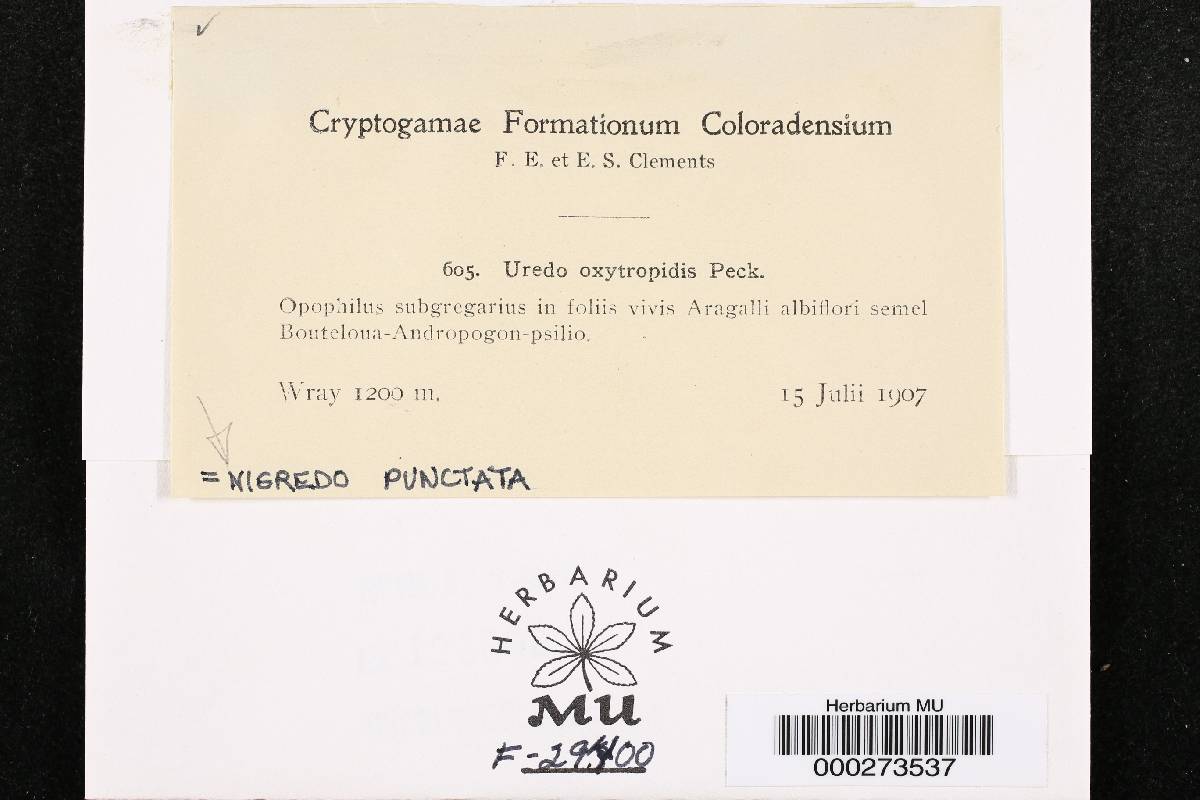 Cryptogamae Formationum Coloradensium
F. E. et E. S. Clements
605. Uredo oxytropidis Peck.
Opophilus subgregarius in foliis vivis Aragalli albiflori semel
Bouteloua-Andropogon-psilio.
Wray 1200 m. 15 Julii 1907
= NIGREDO PUNCTATA
HERBARIUM
MU
Herbarium MU
000273537